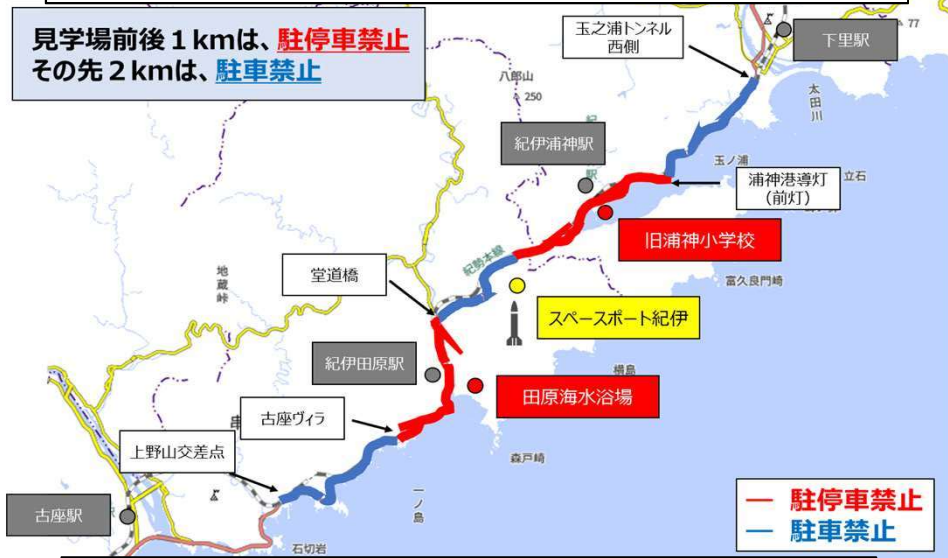 見学場前後１kmは、駐停車禁止
その先２kmは、駐車禁止
玉之浦トンネル
西側
下里駅
77
八郎山
250
太田川
紀伊浦神駅
玉ノ浦
浦神港導灯
(前灯)
立石
旧浦神小学校
紀勢本線
富久良門崎
地蔵峠
堂道橋
スペースポート紀伊
紀伊田原駅
横島
田原海水浴場
古座ヴィラ
上野山交差点
森戸崎
一ノ島
古座駅
石切岩
駐停車禁止
駐車禁止